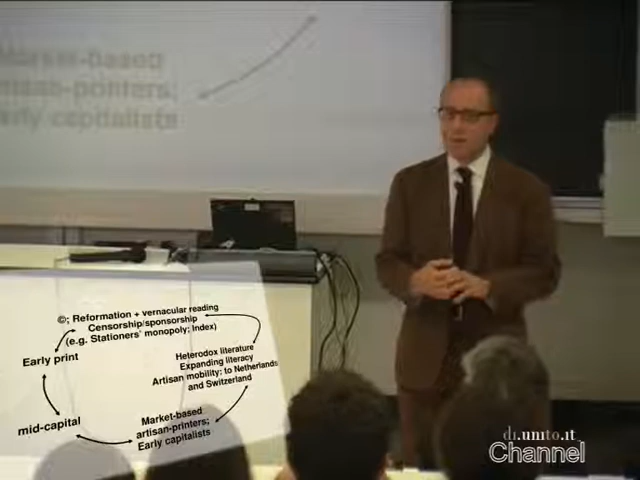 Market-based
artisan-printers;
early capitalists
©; Reformation + vernacular reading
Censorship/sponsorship
(e.g. Stationers' monopoly; Index)
Early print
Heterodox literature
Expanding literacy
Artisan mobility: to Netherlands
and Switzerland
mid-capital
Market-based
artisan-printers;
Early capitalists
di.unito.it
Channel